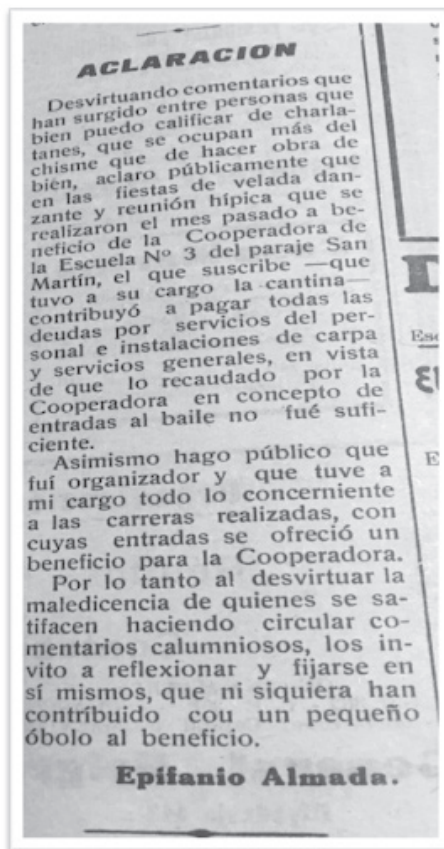 ACLARACION
Desvirtuando comentarios que
han surgido entre personas que
bien puedo calificar de charla-
tanes, que se ocupan más del
chisme que de hacer obra de
bién, aclaro públicamente que
en las fiestas de velada dan-
zante y reunión hípica que se
realizaron el mes pasado a be-
neficio de la Cooperadora de
la Escuela Nº 3 del paraje San
Martín, el que suscribe —que
tuvo a su cargo la cantina—
contribuyó a pagar todas las
deudas por servicios del per-
sonal e instalaciones de carpa
y servicios generales, en vista
de que lo recaudado por la
Cooperadora en concepto de
entradas al baile no fué sufi-
ciente.
Asimismo hago público que
fuí organizador y que tuve a
mi cargo todo lo concerniente
a las carreras realizadas, con
cuyas entradas se ofreció un
beneficio para la Cooperadora.
Por lo tanto al desvirtuar la
maledicencia de quienes se sa-
tifacen haciendo circular co-
mentarios calumniosos, los in-
vito a reflexionar y fijarse en
sí mismos, que ni siquiera han
contríbuido cou un pequeño
óbolo al beneficio.
Epifanio Almada.